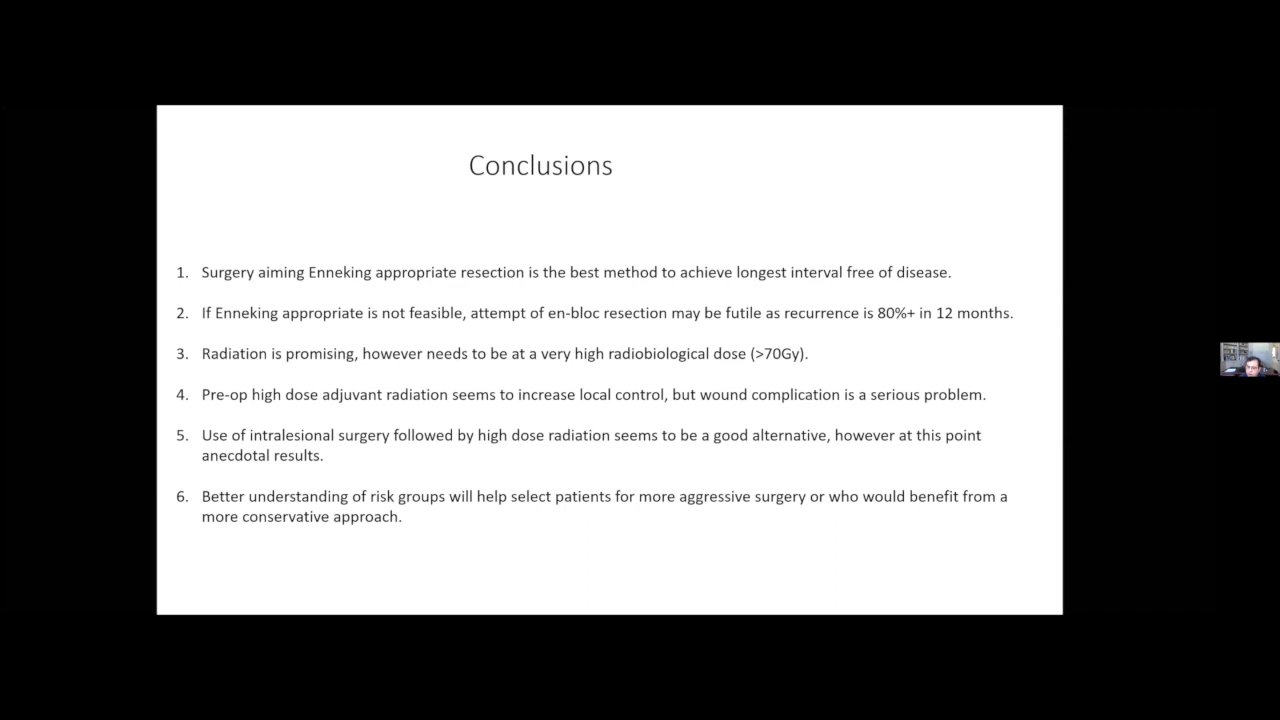 Conclusions
1. Surgery aiming Enneking appropriate resection is the best method to achieve longest interval free of disease.
2. If Enneking appropriate is not feasible, attempt of en-bloc resection may be futile as recurrence is 80%+ in 12 months.
3. Radiation is promising, however needs to be at a very high radiobiological dose (>70Gy).
4. Pre-op high dose adjuvant radiation seems to increase local control, but wound complication is a serious problem.
5. Use of intralesional surgery followed by high dose radiation seems to be a good alternative, however at this point
anecdotal results.
6. Better understanding of risk groups will help select patients for more aggressive surgery or who would benefit from a
more conservative approach.